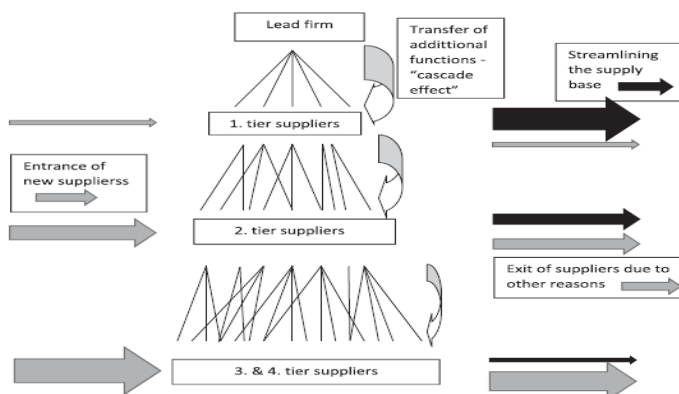 Lead firm
Transfer of
addititional
functions -
“cascade
effect”
Streamlining
the supply
base
1. tier suppliers
Entrance of
new supplierss
2. tier suppliers
Exit of suppliers due to
other reasons
3. & 4. tier suppliers